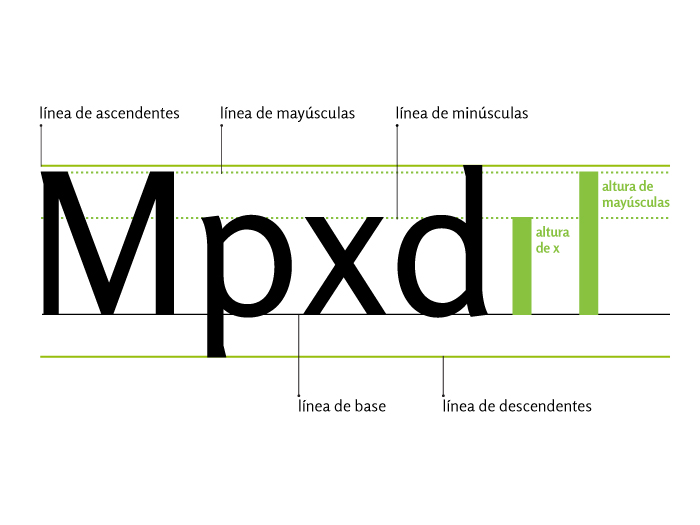 línea de ascendentes
línea de mayúsculas
línea de minúsculas
Mpxd
altura de
mayúsculas
altura
de x
línea de base
línea de descendentes